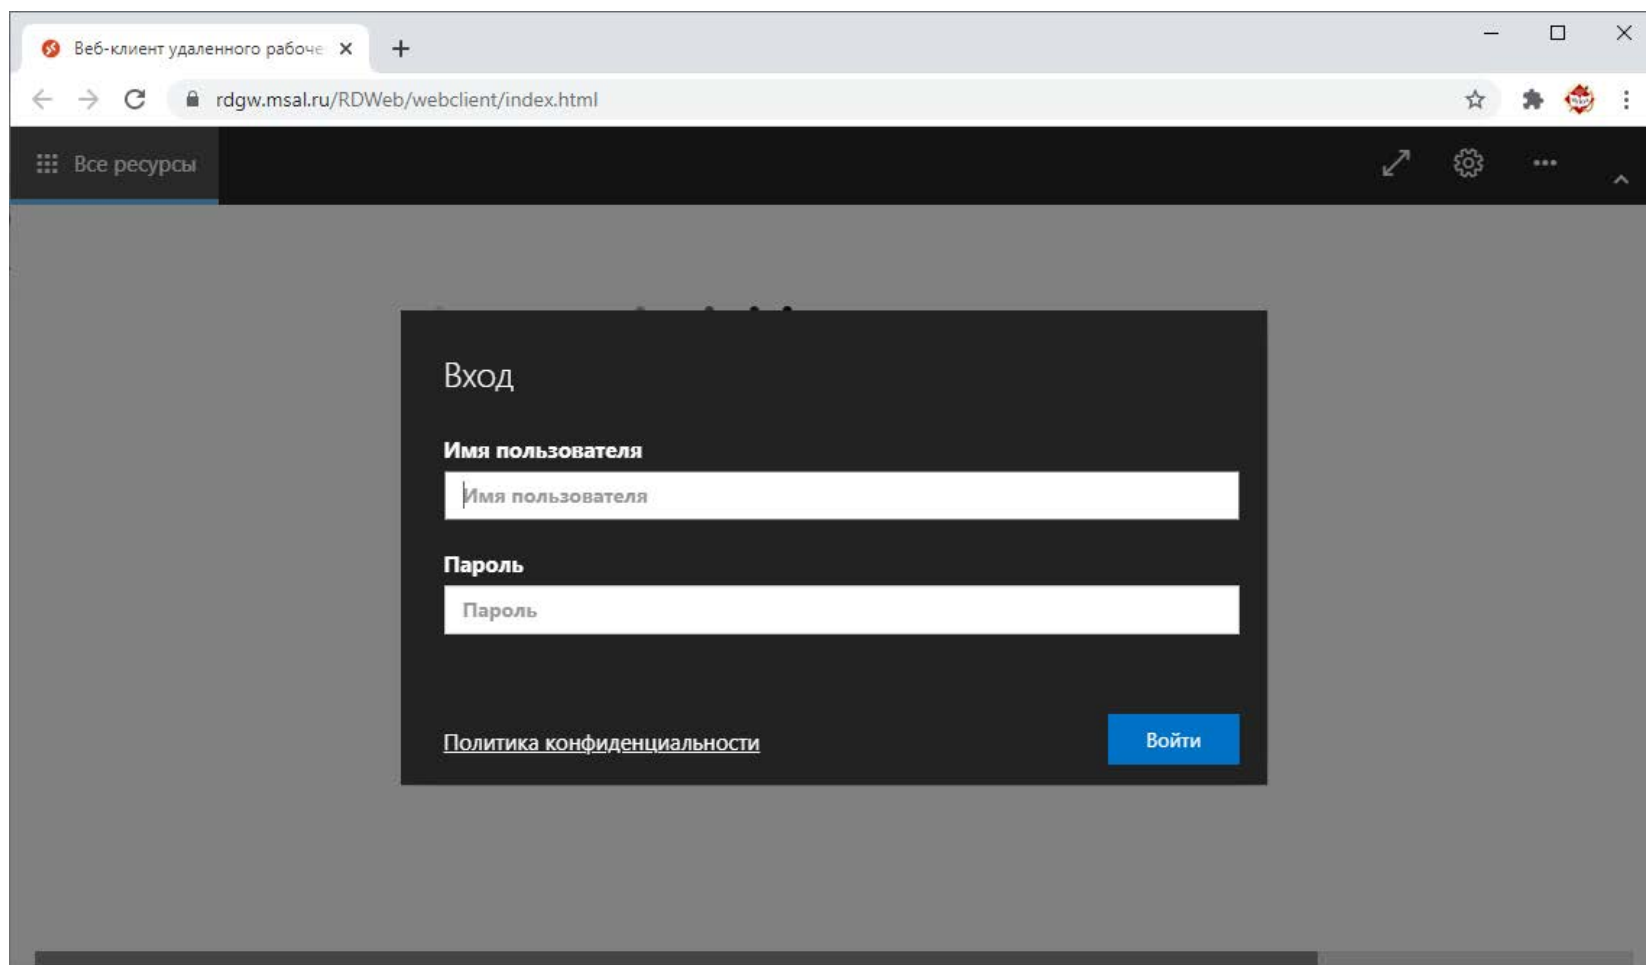 Веб-клиент удаленного рабоче
rdgw.msal.ru/RDWeb/webclient/index.html
Все ресурсы
Вход
Имя пользователя
Имя пользователя
Пароль
Пароль
Политика конфиденциальности
Войти